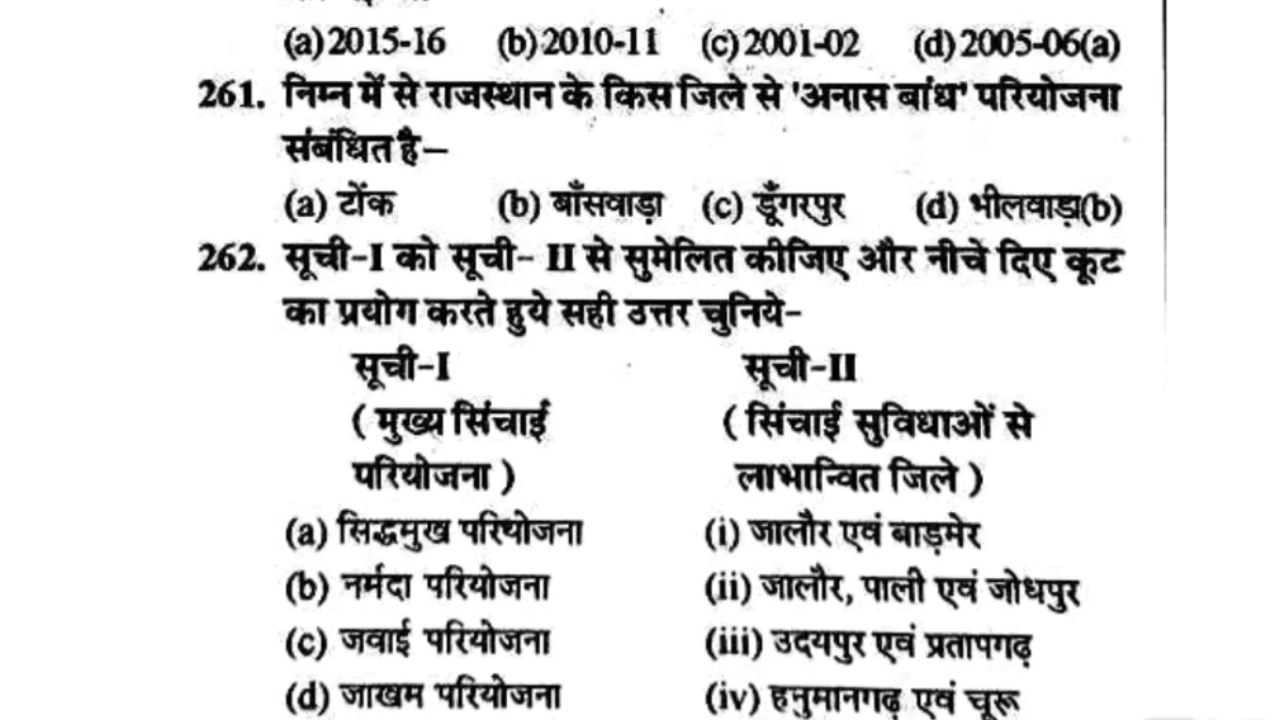 (a) 2015-16 (b) 2010-11 (c) 2001-02 (d) 2005-06(a)
261. निम्न में से राजस्थान के किस जिले से 'अनास बांध' परियोजना
संबंधित है–
(a) टोंक (b) बाँसवाड़ा (c) डूँगरपुर (d) भीलवाड़ा(b)
262. सूची-I को सूची- II से सुमेलित कीजिए और नीचे दिए कूट
का प्रयोग करते हुये सही उत्तर चुनिये-
सूची-I सूची-II
( मुख्य सिंचाई ( सिंचाई सुविधाओं से
परियोजना ) लाभान्वित जिले )
(a) सिद्धमुख परियोजना (i) जालौर एवं बाड़मेर
(b) नर्मदा परियोजना (ii) जालौर, पाली एवं जोधपुर
(c) जवाई परियोजना (iii) उदयपुर एवं प्रतापगढ़
(d) जाखम परियोजना (iv) हनुमानगढ़ एवं चूरू